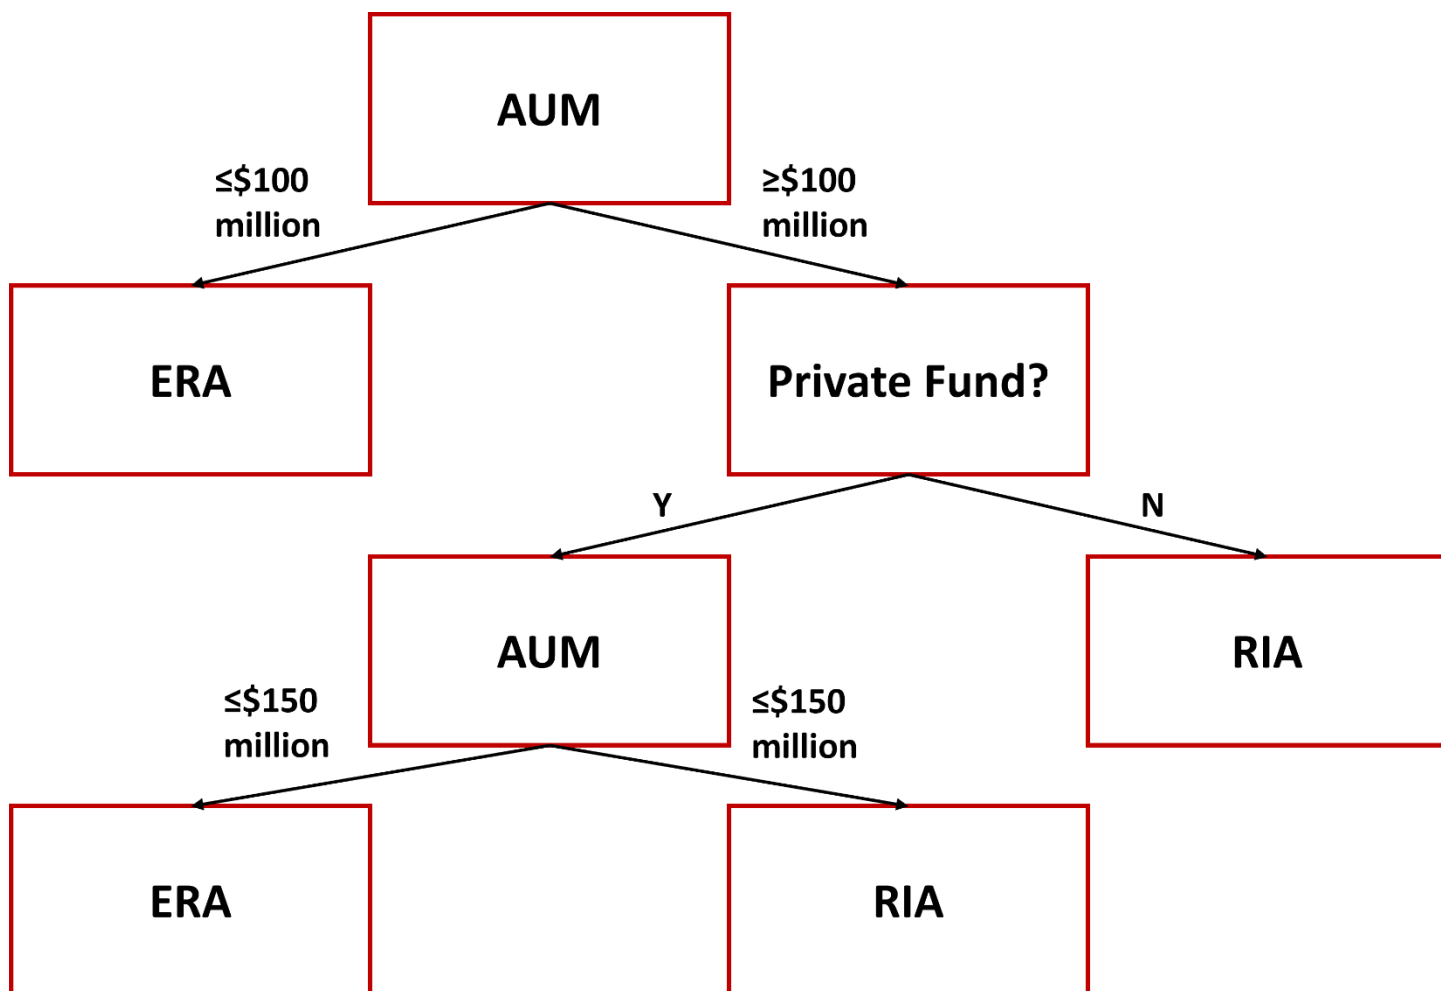 AUM
≤$100
million
≥$100
million
ERA
Private Fund?
Y
N
AUM
RIA
≤$150
million
≤$150
million
ERA
RIA